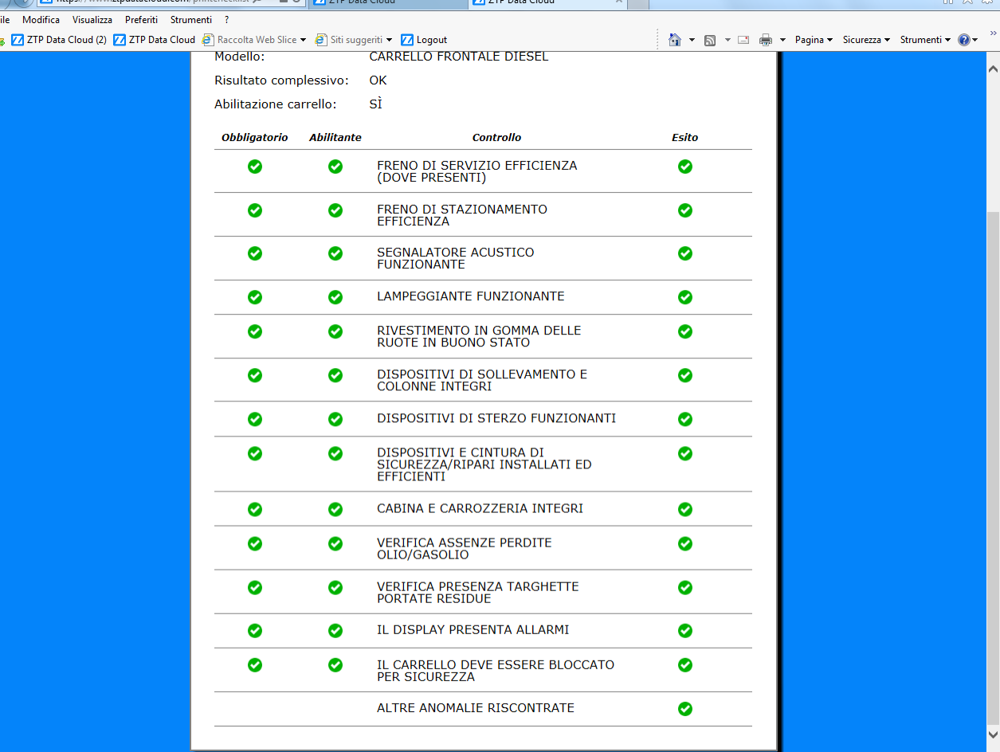 ZTP Data Cloud
ZTP Data Cloud
ile Modifica Visualizza Preferiti Strumenti ?
ZTP Data Cloud (2) ZTP Data Cloud Raccolta Web Slice Siti suggeriti Logout Pagina Sicurezza Strumenti
Modello: CARRELLO FRONTALE DIESEL
Risultato complessivo: OK
Abilitazione carrello: SÌ
Obbligatorio Abilitante Controllo Esito
FRENO DI SERVIZIO EFFICIENZA
(DOVE PRESENTI)
FRENO DI STAZIONAMENTO
EFFICIENZA
SEGNALATORE ACUSTICO
FUNZIONANTE
LAMPEGGIANTE FUNZIONANTE
RIVESTIMENTO IN GOMMA DELLE
RUOTE IN BUONO STATO
DISPOSITIVI DI SOLLEVAMENTO E
COLONNE INTEGRI
DISPOSITIVI DI STERZO FUNZIONANTI
DISPOSITIVI E CINTURA DI
SICUREZZA/RIPARI INSTALLATI ED
EFFICIENTI
CABINA E CARROZZERIA INTEGRI
VERIFICA ASSENZE PERDITE
OLIO/GASOLIO
VERIFICA PRESENZA TARGHETTE
PORTATE RESIDUE
IL DISPLAY PRESENTA ALLARMI
IL CARRELLO DEVE ESSERE BLOCCATO
PER SICUREZZA
ALTRE ANOMALIE RISCONTRATE